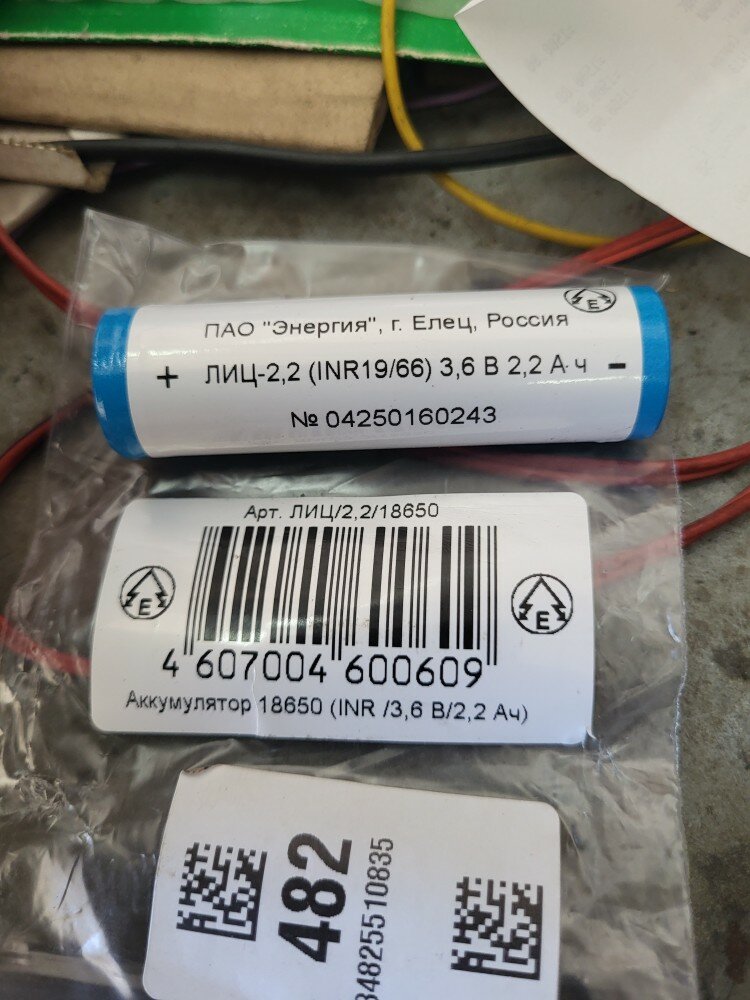 ПАО "Энергия", г. Елец, Россия
E
+ ЛИЦ-2,2 (INR19/66) 3,6 В 2,2 А·ч -
№ 04250160243
Арт. ЛИЦ/2,2/18650
E
E
4 607004 600609
Аккумулятор 18650 (INR /3,6 В/2,2 Ач)
482
34825510835